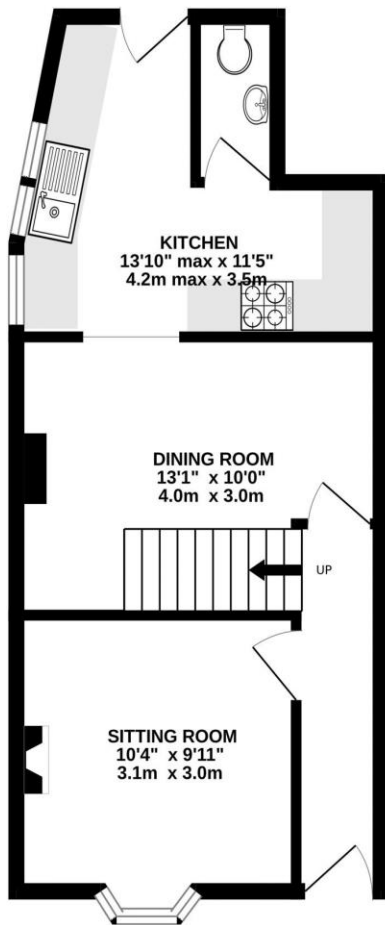 KITCHEN
13'10" max x 11'5"
4.2m max x 3.5m
DINING ROOM
13'1" x 10'0"
4.0m x 3.0m
UP
SITTING ROOM
10'4" x 9'11"
3.1m x 3.0m